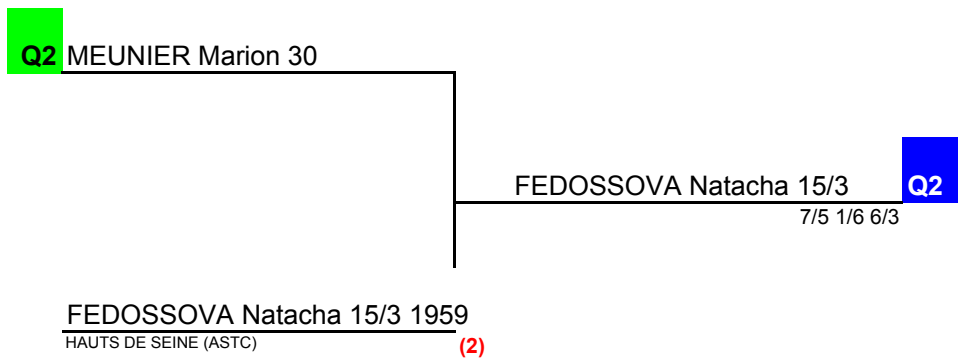 Q2 MEUNIER Marion 30
FEDOSSOVA Natacha 15/3 Q2
7/5 1/6 6/3
FEDOSSOVA Natacha 15/3 1959
HAUTS DE SEINE (ASTC) (2)